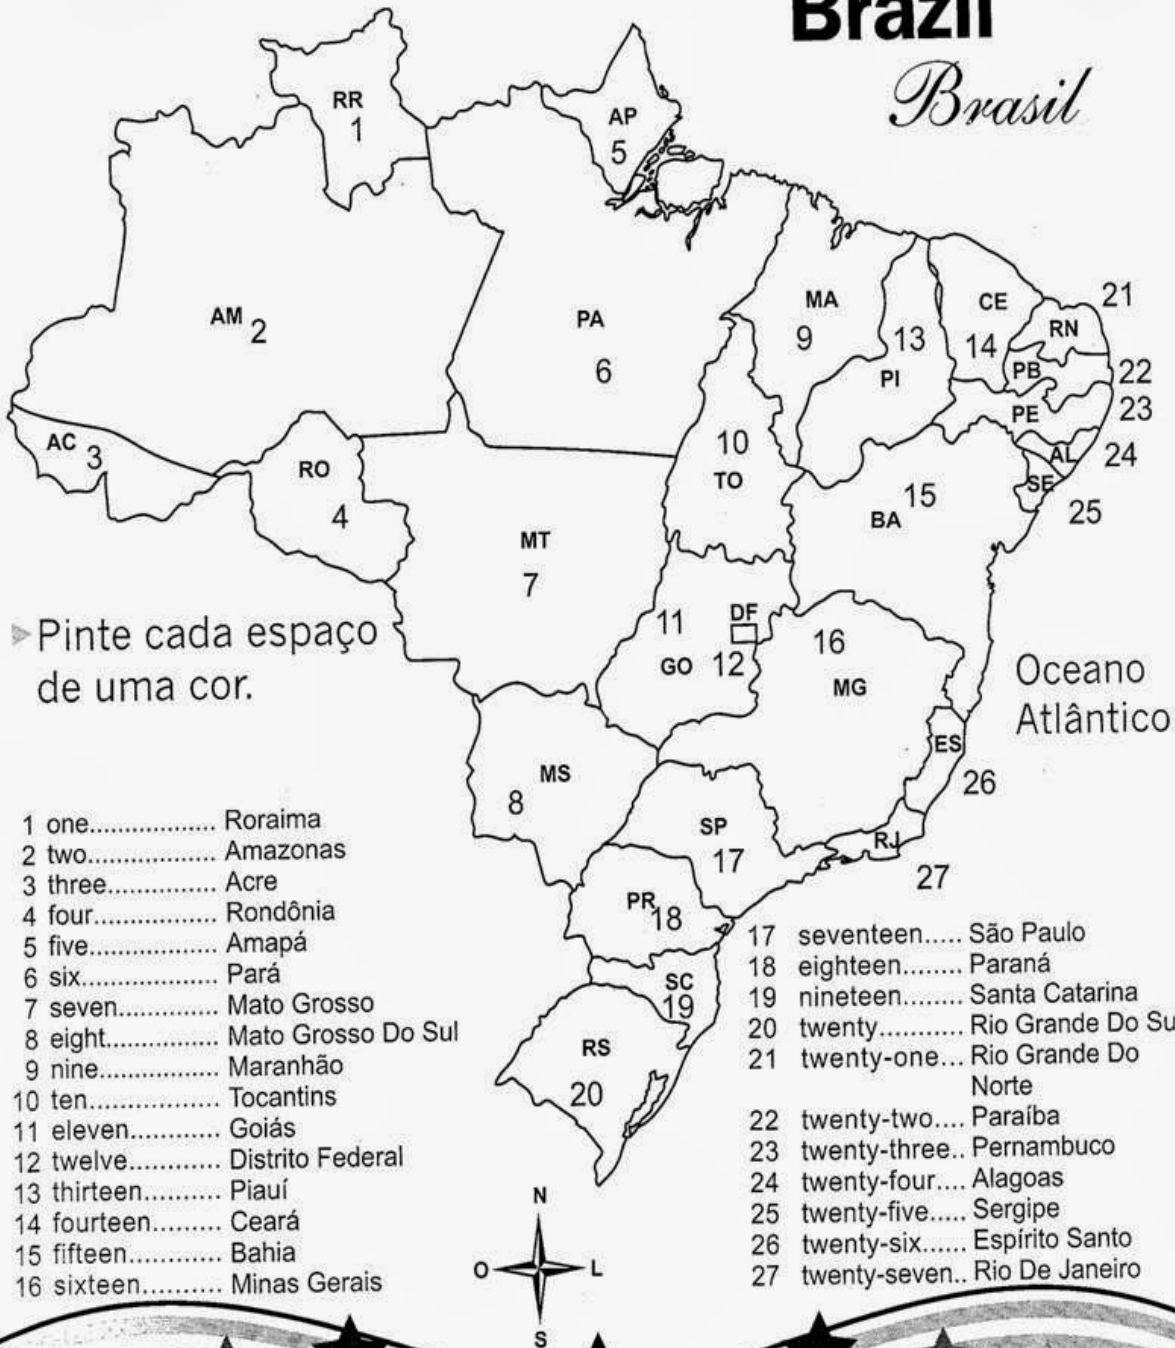 Brazil
Brasil
RR
1
AP
5
AM 2
PA
6
MA
9
13
PI
CE
14
21
RN
PB
22
PE
23
AL
24
SE
25
AC 3
RO
4
10
TO
15
BA
MT
7
11
DF
GO
12
16
MG
▶Pinte cada espaço
de uma cor.
Oceano
Atlântico
ES
26
MS
8
SP
17
RJ
27
PR
18
SC
19
RS
20
1 one.................. Roraima
2 two.................. Amazonas
3 three............... Acre
4 four................. Rondônia
5 five.................. Amapá
6 six................... Pará
7 seven.............. Mato Grosso
8 eight................ Mato Grosso Do Sul
9 nine................. Maranhão
10 ten.................. Tocantins
11 eleven............ Goiás
12 twelve............ Distrito Federal
13 thirteen.......... Piauí
14 fourteen......... Ceará
15 fifteen............ Bahia
16 sixteen.......... Minas Gerais
17 seventeen..... São Paulo
18 eighteen........ Paraná
19 nineteen........ Santa Catarina
20 twenty........... Rio Grande Do Su
21 twenty-one... Rio Grande Do
Norte
22 twenty-two.... Paraíba
23 twenty-three.. Pernambuco
24 twenty-four.... Alagoas
25 twenty-five..... Sergipe
26 twenty-six...... Espírito Santo
27 twenty-seven.. Rio De Janeiro
N
O L
S